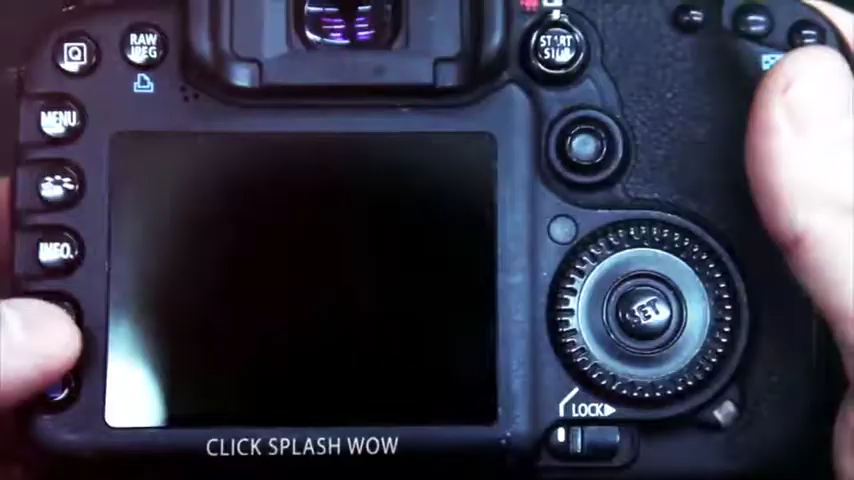 Q
RAW
JPEG
START
STOP
MENU
INFO.
SET
LOCK
CLICK SPLASH WOW